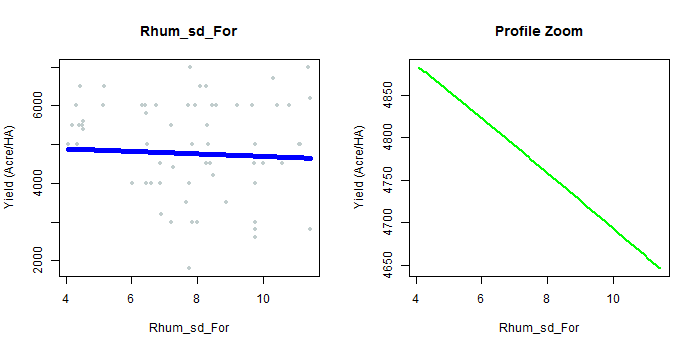 Rhum_sd_For
Yield (Acre/HA)
2000
4000
6000
4
6
8
10
Rhum_sd_For
Profile Zoom
Yield (Acre/HA)
4650
4700
4750
4800
4850
4
6
8
10
Rhum_sd_For